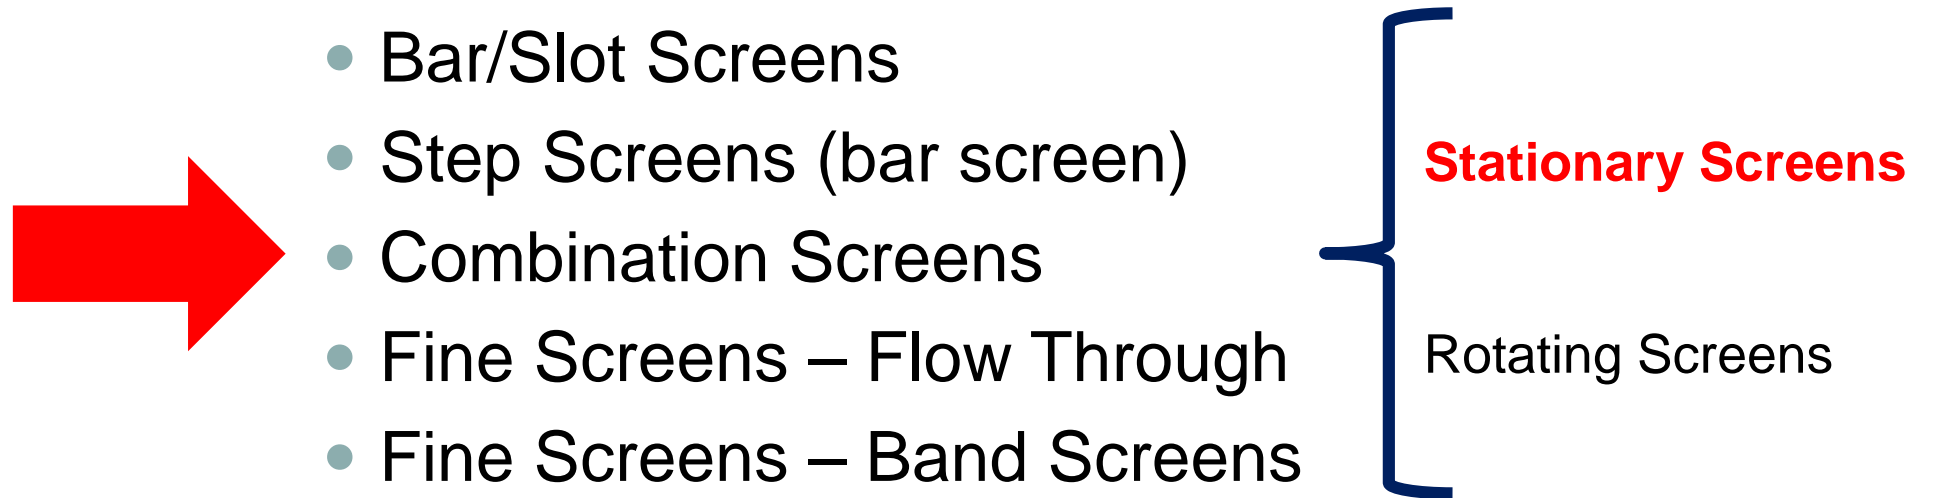 Bar/Slot Screens
Step Screens (bar screen)
Combination Screens
Fine Screens – Flow Through
Fine Screens – Band Screens
Stationary Screens
Rotating Screens